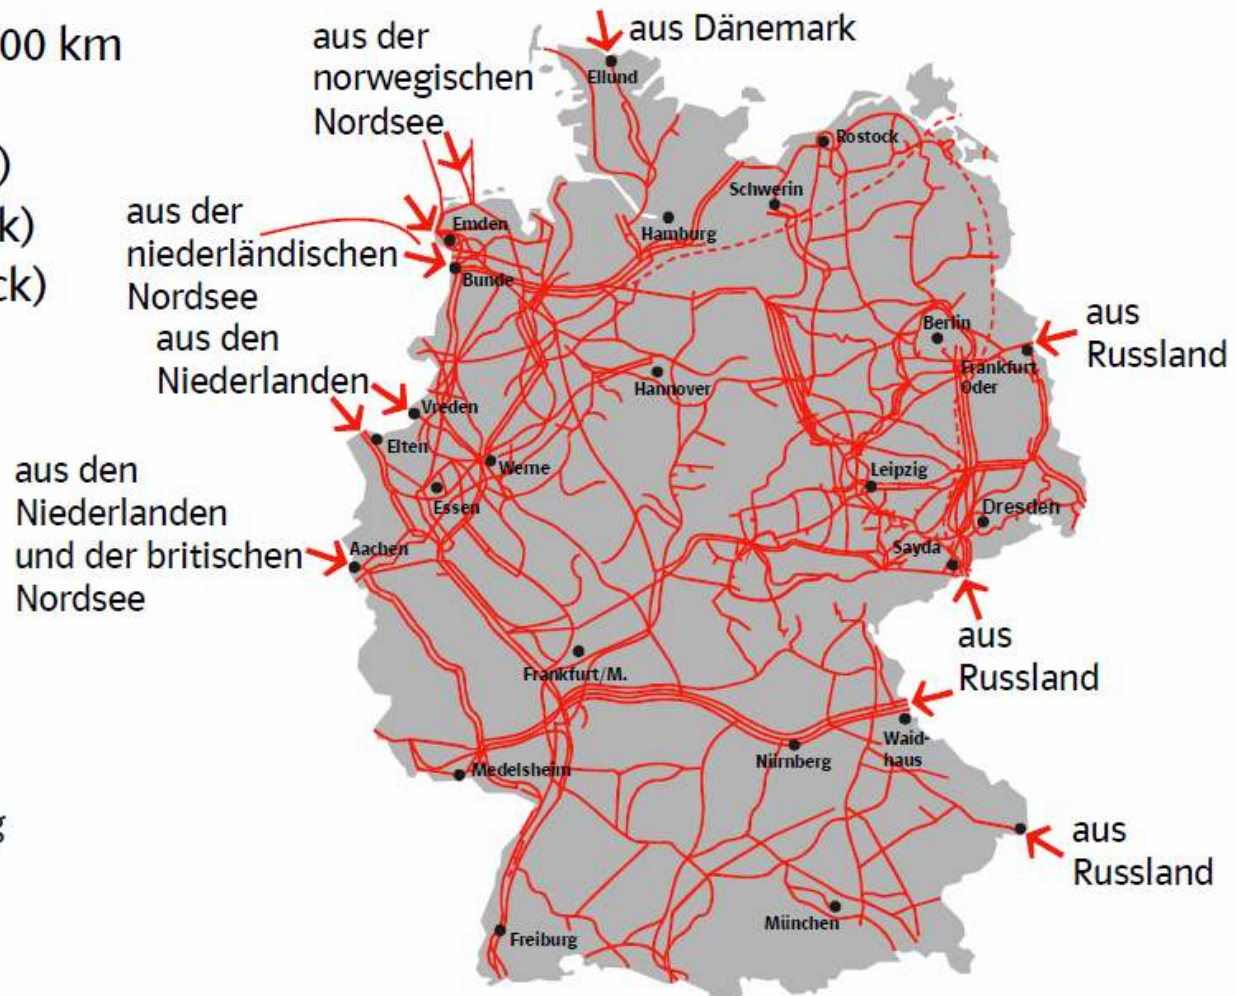 00 km
)
k)
ck)
g
aus der
norwegischen
Nordsee
aus Dänemark
Ellund
Rostock
Schwerin
Hamburg
aus der
niederländischen
Nordsee
Emden
Bunde
aus den
Niederlanden
Vreden
Elten
Werne
Essen
Hannover
Berlin
Frankfurt
Oder
aus
Russland
Leipzig
Dresden
Sayda
aus den
Niederlanden
und der britischen
Nordsee
Aachen
aus
Russland
Frankfurt/M.
Waid-
haus
Nürnberg
Medelsheim
aus
Russland
München
Freiburg